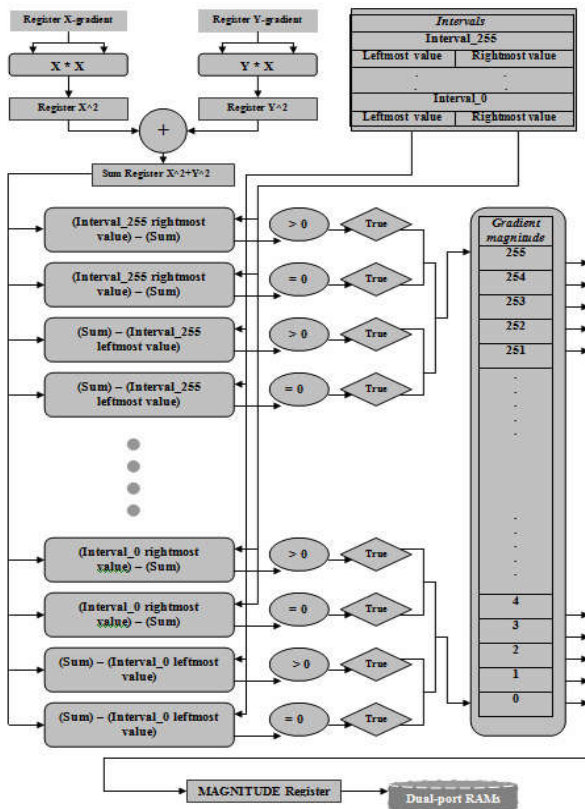 Register X-gradient
Register Y-gradient
X * X
Y * X
Register X^2
Register Y^2
+
Sum Register X^2+Y^2
Intervals
Interval_255
Leftmost value Rightmost value
. .
. .
Interval_0
Leftmost value Rightmost value
(Interval_255 rightmost
value) – (Sum)
> 0
True
(Interval_255 rightmost
value) – (Sum)
= 0
True
(Sum) – (Interval_255
leftmost value)
> 0
True
(Sum) – (Interval_255
leftmost value)
= 0
True
(Interval_0 rightmost
value) – (Sum)
> 0
True
(Interval_0 rightmost
value) – (Sum)
= 0
True
(Sum) – (Interval_0 leftmost
value)
> 0
True
(Sum) – (Interval_0 leftmost
value)
= 0
True
Gradient
magnitude
255
254
253
252
251
.
.
.
.
.
.
.
.
.
4
3
2
1
0
MAGNITUDE Register
Dual-port RAMs